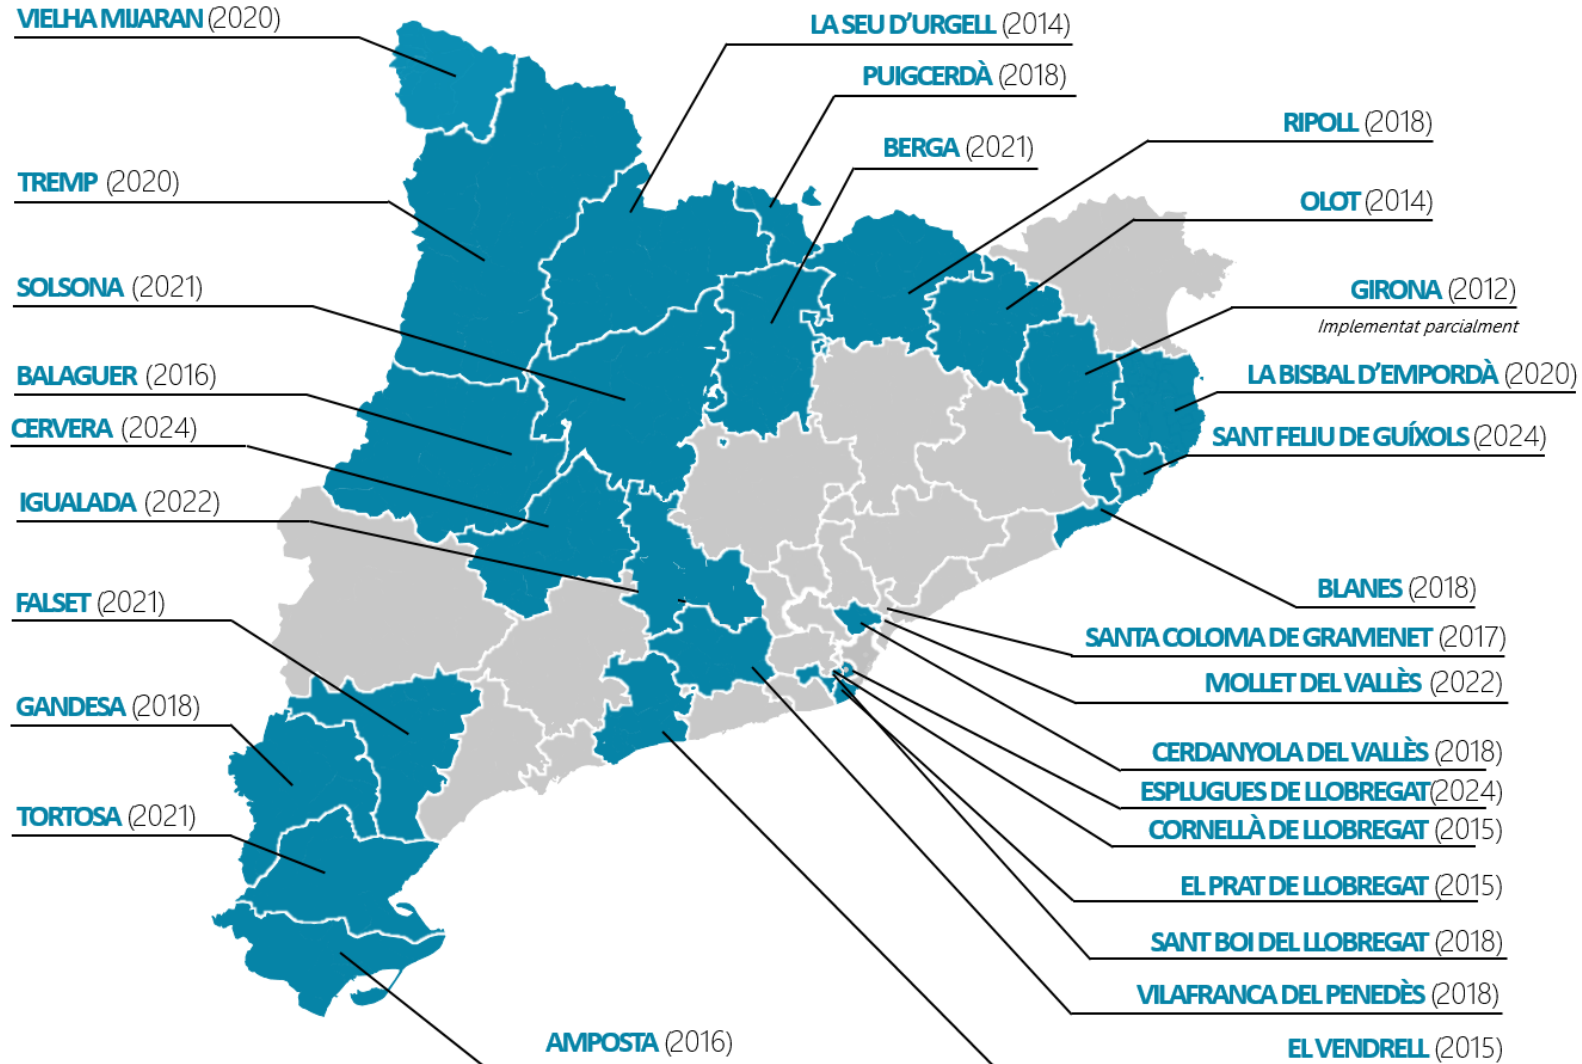 VIELHA MIJARAN (2020)
LA SEU D'URGELL (2014)
PUIGCERDÀ (2018)
RIPOLL (2018)
BERGA (2021)
TREMP (2020)
OLOT (2014)
SOLSONA (2021)
GIRONA (2012)
Implementat parcialment
BALAGUER (2016)
LA BISBAL D'EMPORDÀ (2020)
CERVERA (2024)
SANT FELIU DE GUÍXOLS (2024)
IGUALADA (2022)
BLANES (2018)
FALSET (2021)
SANTA COLOMA DE GRAMENET (2017)
MOLLET DEL VALLÈS (2022)
GANDESA (2018)
CERDANYOLA DEL VALLÈS (2018)
ESPLUGUES DE LLOBREGAT(2024)
TORTOSA (2021)
CORNELLÀ DE LLOBREGAT (2015)
EL PRAT DE LLOBREGAT (2015)
SANT BOI DEL LLOBREGAT (2018)
VILAFRANCA DEL PENEDÈS (2018)
AMPOSTA (2016)
EL VENDRELL (2015)